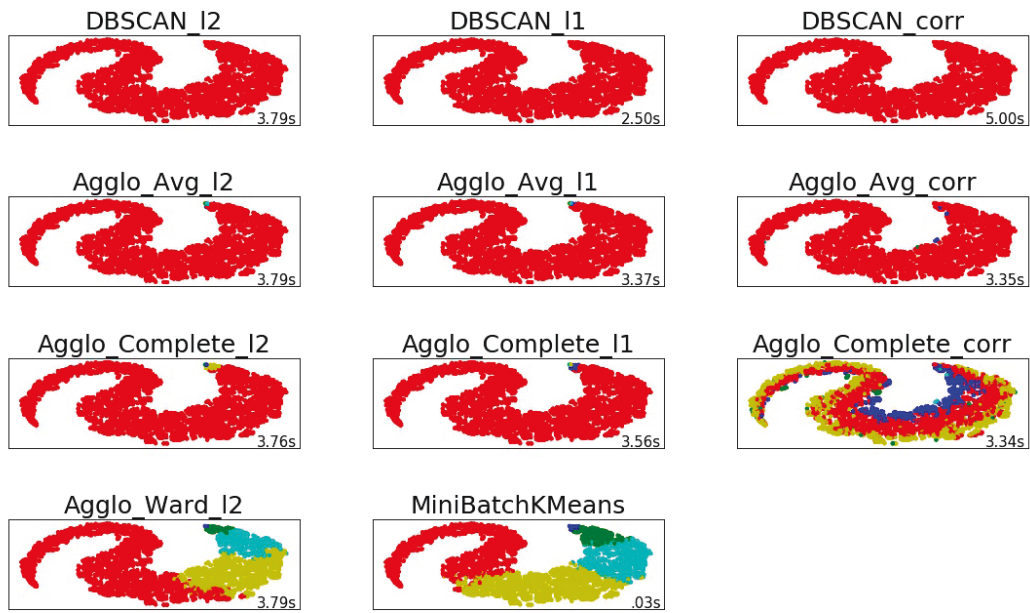 DBSCAN_l2
DBSCAN_l1
DBSCAN_corr
3.79s
2.50s
5.00s
Agglo_Avg_l2
Agglo_Avg_l1
Agglo_Avg_corr
3.79s
3.37s
3.35s
Agglo_Complete_l2
Agglo_Complete_l1
Agglo_Complete_corr
3.76s
3.56s
3.34s
Agglo_Ward_l2
MiniBatchKMeans
3.79s
.03s